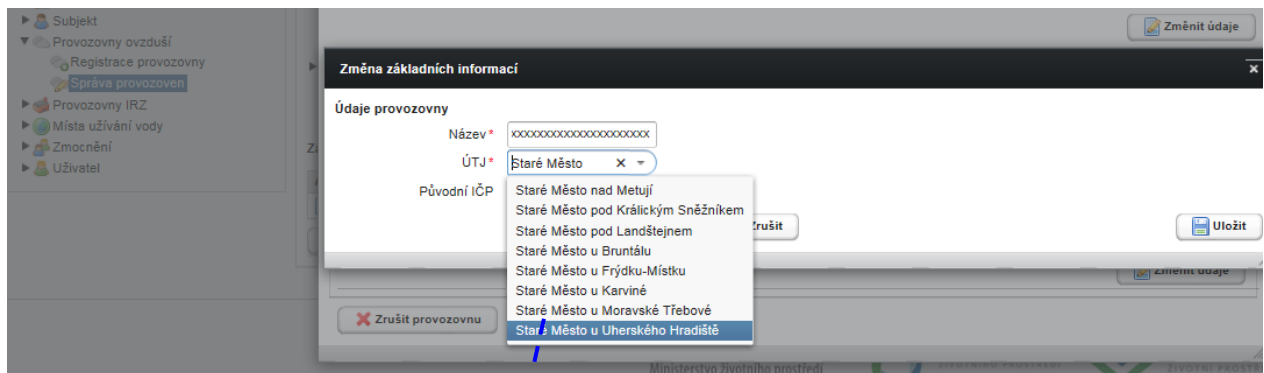 Subjekt
Změnit údaje
Provozovny ovzduší
Registrace provozovny
Změna základních informací
Správa provozoven
Provozovny IRZ
Údaje provozovny
Místa užívání vody
Název* xxxxxxxxxxxxxxxxxxxxxx
Zmocnění
ÚTJ* Staré Město
Uživatel
Původní IČP
Staré Město nad Metují
Staré Město pod Králickým Sněžníkem
Staré Město pod Landštejnem
Uložit
Staré Město u Bruntálu
Staré Město u Frýdku-Místku
Změnit údaje
Staré Město u Karviné
Staré Město u Moravské Třebové
Zrušit provozovnu
Staré Město u Uherského Hradiště
Ministerstvo životního prostředí